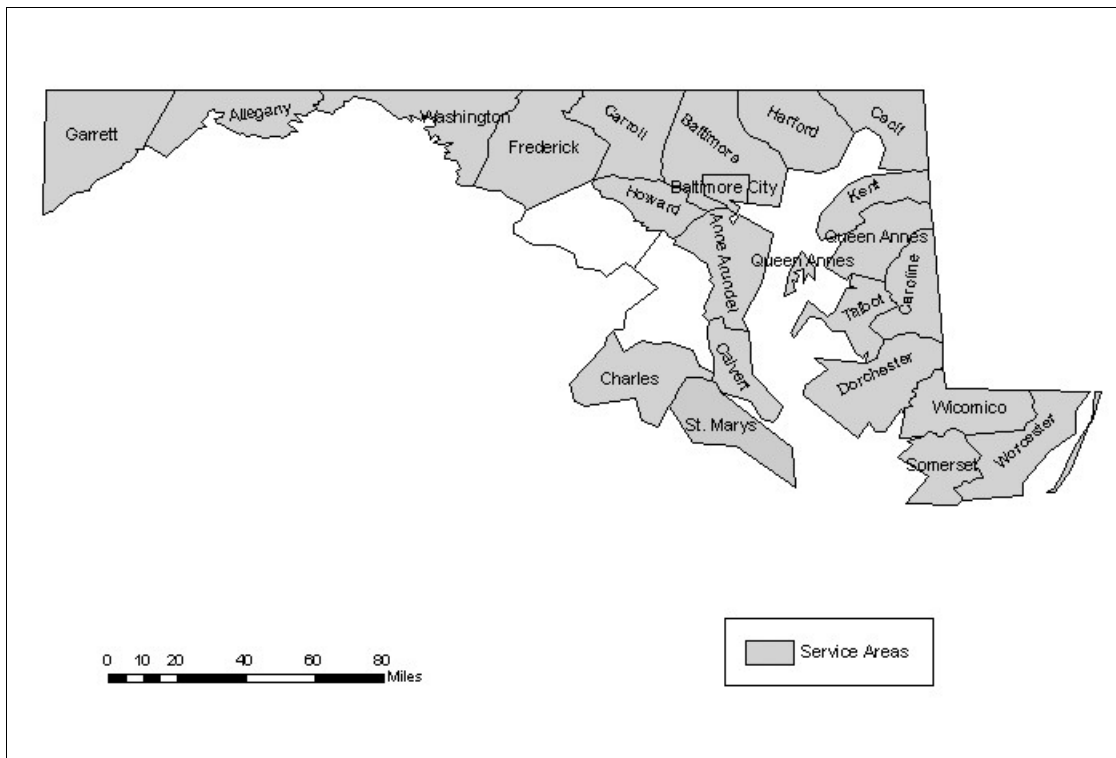 Garrett
Allegany
Washington
Frederick
Carroll
Baltimore
Harford
Cecil
Baltimore City
Howard
Kent
Anne Arundel
Queen Annes
Queen Annes
Caroline
Talbot
Charles
Calvert
Dorchester
St. Marys
Wicomico
Somerset
Worcester
0 10 20 40 60 80
Miles
Service Areas